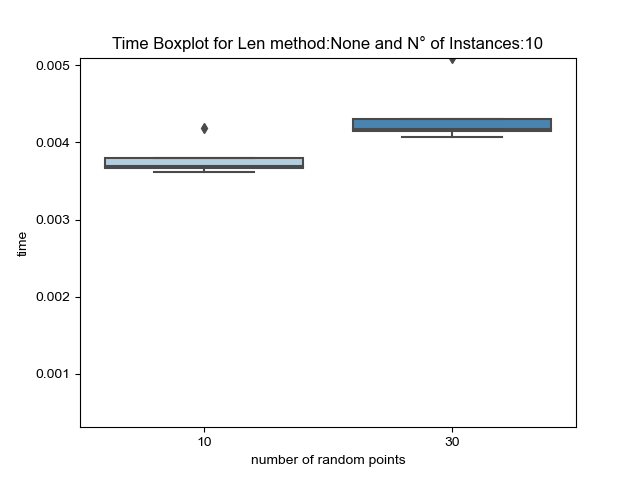 Time Boxplot for Len method:None and N° of Instances:10
0.005
0.004
0.003
0.002
0.001
time
10
30
number of random points